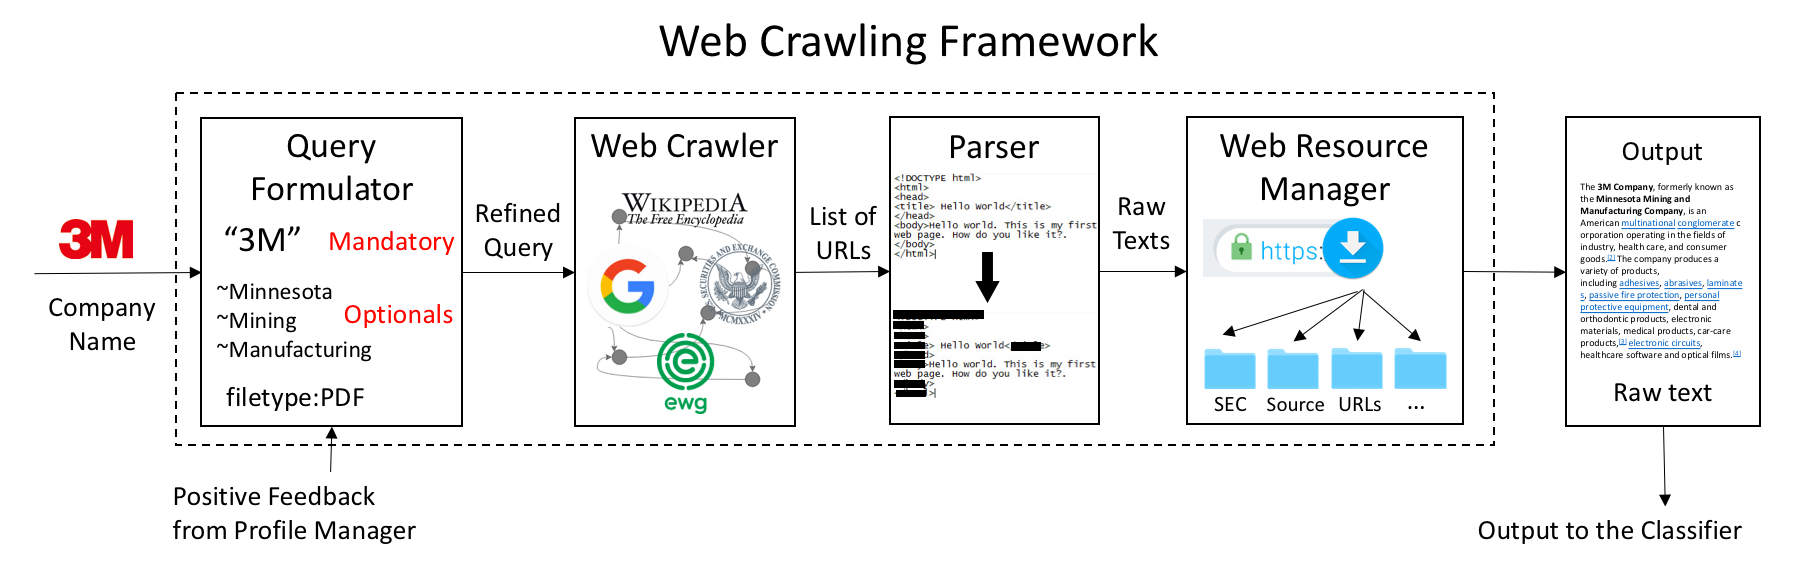 Web Crawling Framework
3M
Company
Name
Query
Formulator
“3M”
Mandatory
~Minnesota
~Mining
~Manufacturing
Optionals
filetype:PDF
Positive Feedback
from Profile Manager
Refined
Query
Web Crawler
WIKIPEDIA
The Free Encyclopedia
G
SECURITIES AND EXCHANGE COMMISSION
MCMXXXIV
ewg
List of
URLs
Parser
<!DOCTYPE html>
<html>
<head>
<title> Hello World</title>
</head>
<body>Hello world. This is my first
web page. How do you like it?.
</body>
</html>
> Hello World<
>Hello world. This is my first
web page. How do you like it?.
Raw
Texts
Web Resource
Manager
https:
SEC
Source
URLs
...
Output
The 3M Company, formerly known as
the Minnesota Mining and
Manufacturing Company, is an
American multinational conglomerate c
orporation operating in the fields of
industry, health care, and consumer
goods.[2] The company produces a
variety of products,
including adhesives, abrasives, laminate
s, passive fire protection, personal
protective equipment, dental and
orthodontic products, electronic
materials, medical products, car-care
products,[3] electronic circuits,
healthcare software and optical films.[4]
Raw text
Output to the Classifier